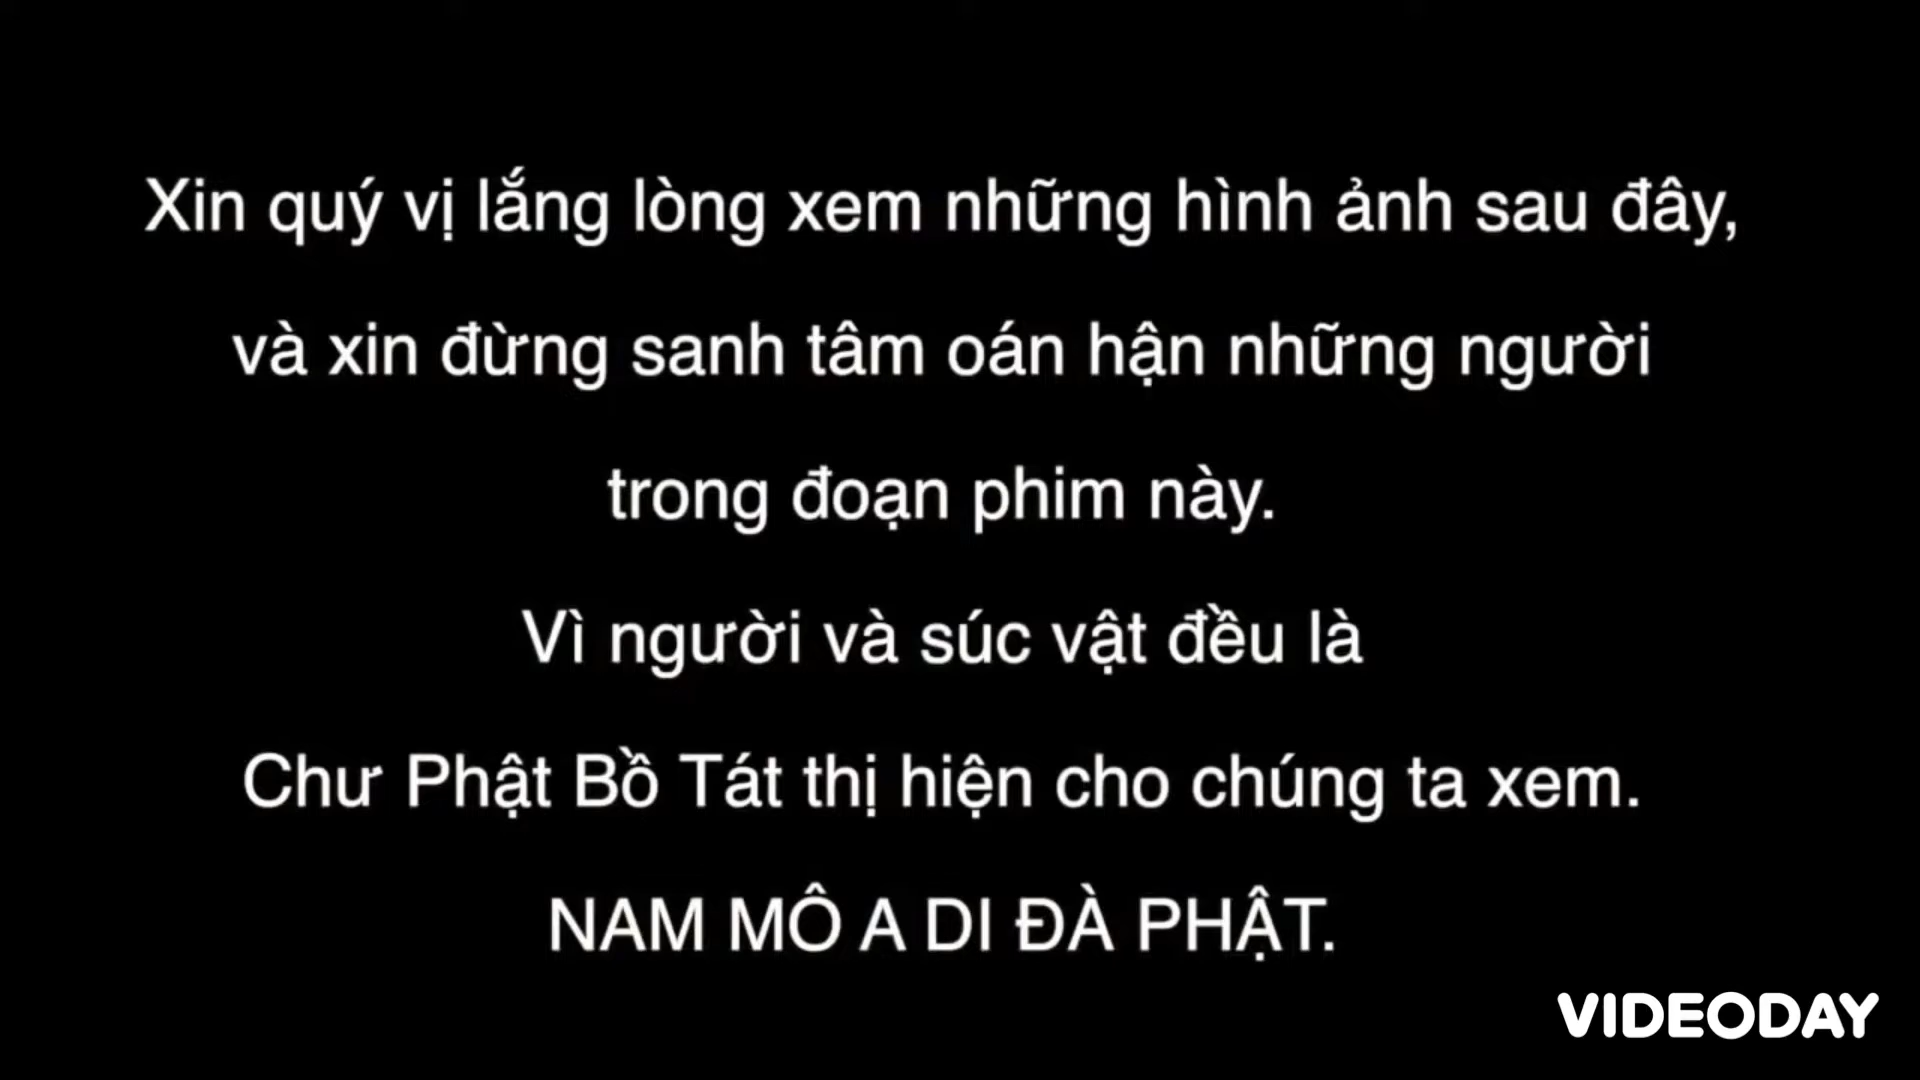 Xin quý vị lắng lòng xem những hình ảnh sau đây,
và xin đừng sanh tâm oán hận những người
trong đoạn phim này.
Vì người và súc vật đều là
Chư Phật Bồ Tát thị hiện cho chúng ta xem.
NAM MÔ A DI ĐÀ PHẬT.
VIDEODAY